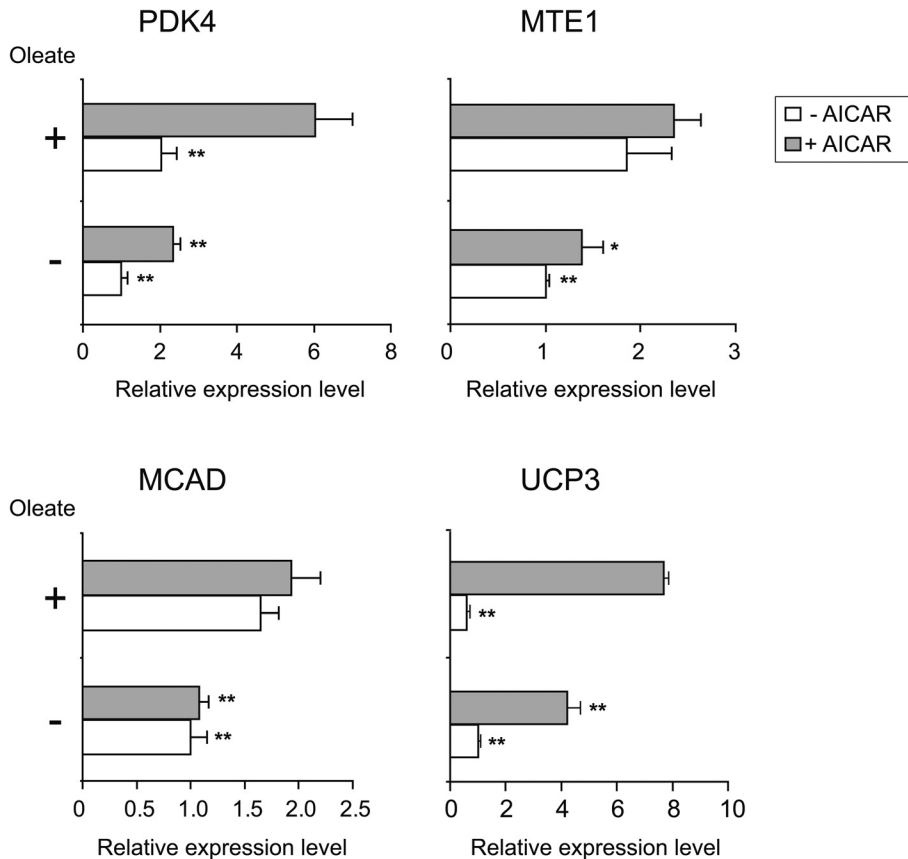 PDK4
MTE1
Oleate
- AICAR
+ AICAR
+
**
-
**
*
**
**
0 2 4 6 8
0 1 2 3
Relative expression level
Relative expression level
MCAD
UCP3
Oleate
+
**
-
**
**
**
**
0 0.5 1.0 1.5 2.0 2.5
0 2 4 6 8 10
Relative expression level
Relative expression level